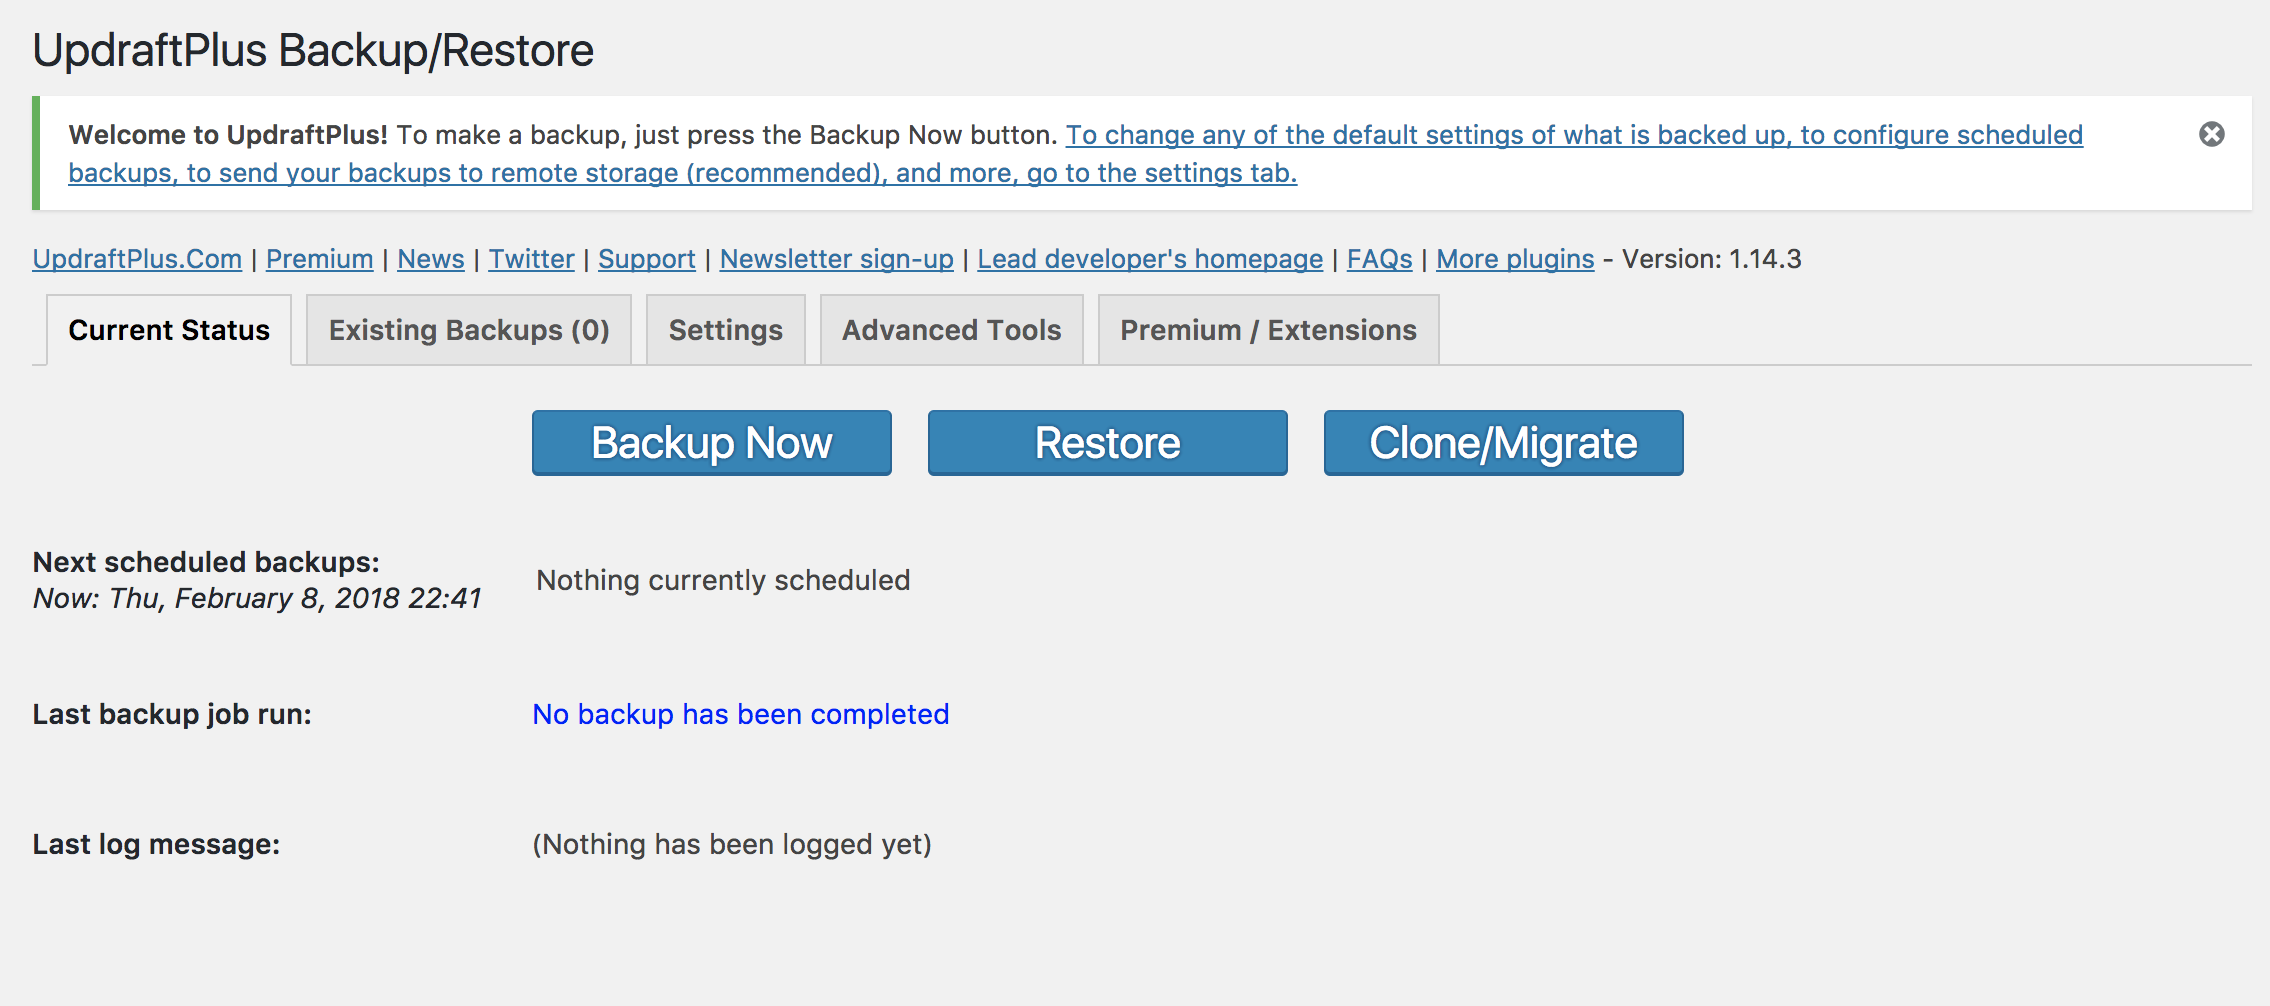 UpdraftPlus Backup/Restore
Welcome to UpdraftPlus! To make a backup, just press the Backup Now button. To change any of the default settings of what is backed up, to configure scheduled
backups, to send your backups to remote storage (recommended), and more, go to the settings tab.
UpdraftPlus.Com | Premium | News | Twitter | Support | Newsletter sign-up | Lead developer's homepage | FAQs | More plugins - Version: 1.14.3
Current Status Existing Backups (0) Settings Advanced Tools Premium / Extensions
Backup Now Restore Clone/Migrate
Next scheduled backups:
Now: Thu, February 8, 2018 22:41
Nothing currently scheduled
Last backup job run: No backup has been completed
Last log message: (Nothing has been logged yet)